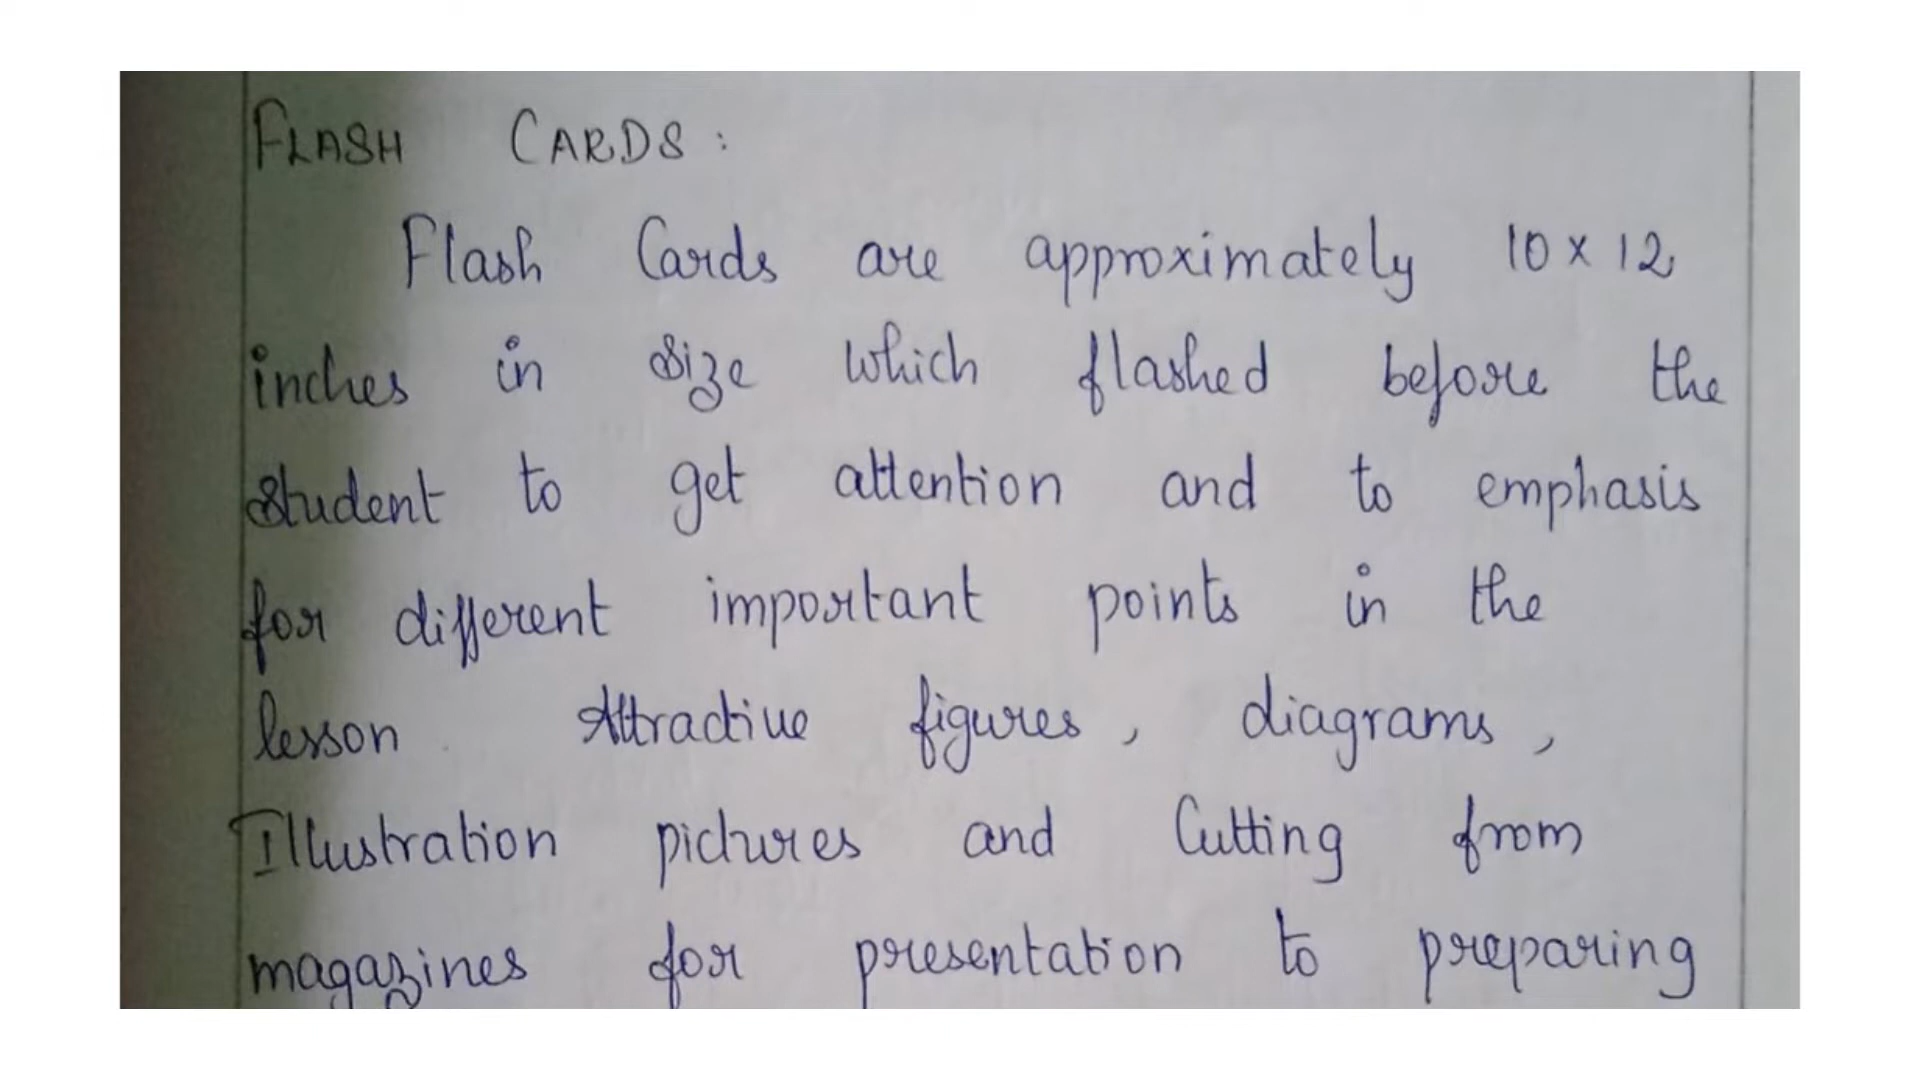 FLASH CARDS:
Flash Cards are approximately 10 x 12
inches in size which flashed before the
student to get attention and to emphasis
for different important points in the
lesson Attractive figures, diagrams,
Illustration pictures and Cutting from
magazines for presentation to preparing